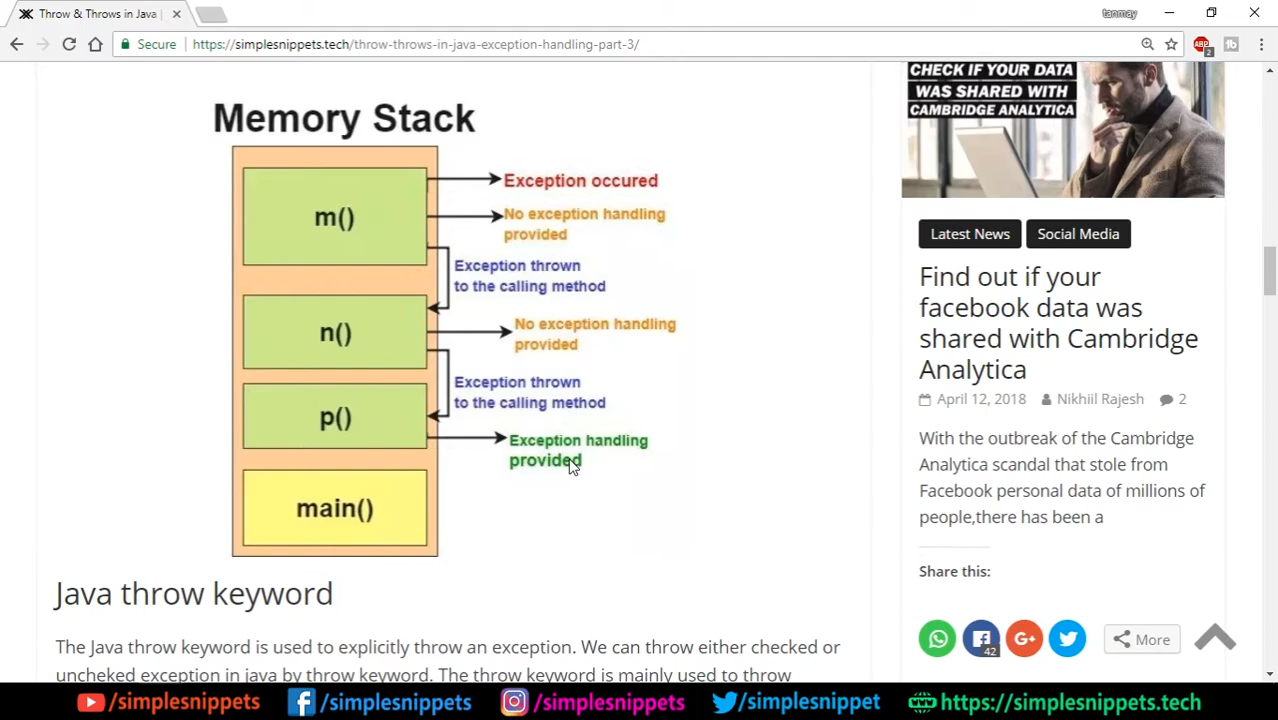 Throw & Throws in Java |
tanmay
Secure
https://simplesnippets.tech/throw-throws-in-java-exception-handling-part-3/
ABP
2
tb
Memory Stack
m()
Exception occured
No exception handling
provided
Exception thrown
to the calling method
n()
No exception handling
provided
Exception thrown
to the calling method
p()
Exception handling
provided
main()
Java throw keyword
The Java throw keyword is used to explicitly throw an exception. We can throw either checked or
uncheked exception in java by throw keyword. The throw keyword is mainly used to throw
CHECK IF YOUR DATA
WAS SHARED WITH
CAMBRIDGE ANALYTICA
Latest News
Social Media
Find out if your
facebook data was
shared with Cambridge
Analytica
April 12, 2018
Nikhiil Rajesh
2
With the outbreak of the Cambridge
Analytica scandal that stole from
Facebook personal data of millions of
people,there has been a
Share this:
42
G+
More
/simplesnippets
/simplesnippets
/simplesnippets
/simplesnippets
https://simplesnippets.tech